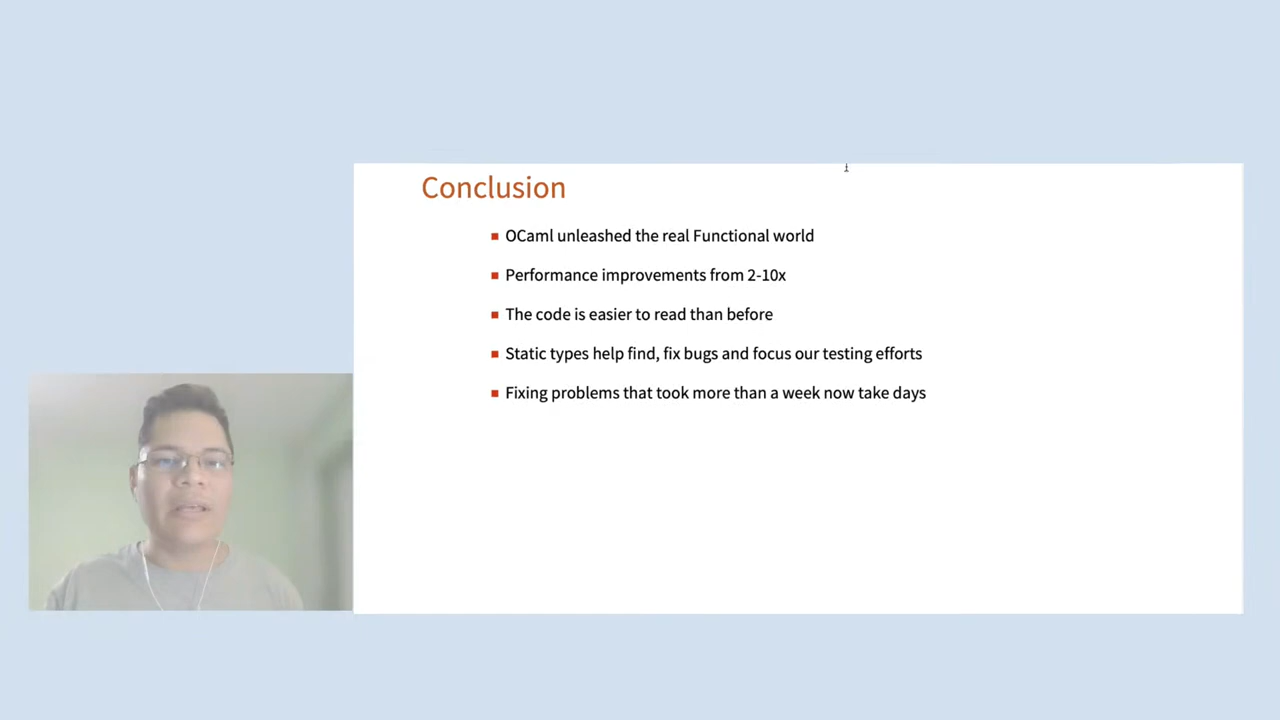 Conclusion
OCaml unleashed the real Functional world
Performance improvements from 2-10x
The code is easier to read than before
Static types help find, fix bugs and focus our testing efforts
Fixing problems that took more than a week now take days